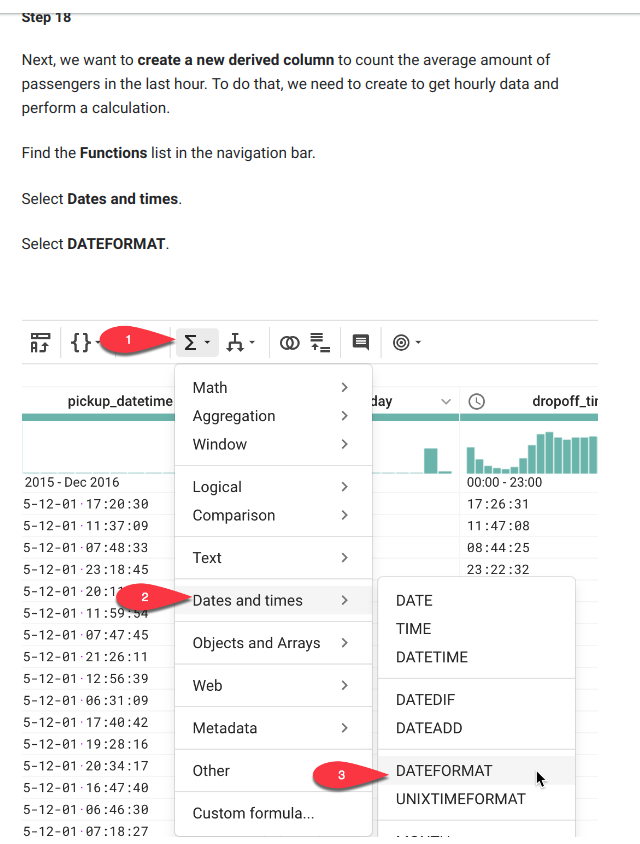 Step 18
Next, we want to create a new derived column to count the average amount of
passengers in the last hour. To do that, we need to create to get hourly data and
perform a calculation.
Find the Functions list in the navigation bar.
Select Dates and times.
Select DATEFORMAT.
1
pickup_datetime
day
dropoff_tir
Math
Aggregation
Window
Logical
Comparison
Text
2
Dates and times
Objects and Arrays
Web
Metadata
Other
Custom formula...
DATE
TIME
DATETIME
DATEDIF
DATEADD
3
DATEFORMAT
UNIXTIMEFORMAT
2015 - Dec 2016
5-12-01·17:20:30
5-12-01·11:37:09
5-12-01·07:48:33
5-12-01·23:18:45
5-12-01·20:11
5-12-01·11:59:54
5-12-01·07:47:45
5-12-01·21:26:11
5-12-01·12:56:39
5-12-01·06:31:09
5-12-01·17:40:42
5-12-01·19:28:16
5-12-01·20:34:17
5-12-01·16:47:40
5-12-01·06:46:30
5-12-01·07:18:27
00:00 - 23:00
17:26:31
11:47:08
08:44:25
23:22:32